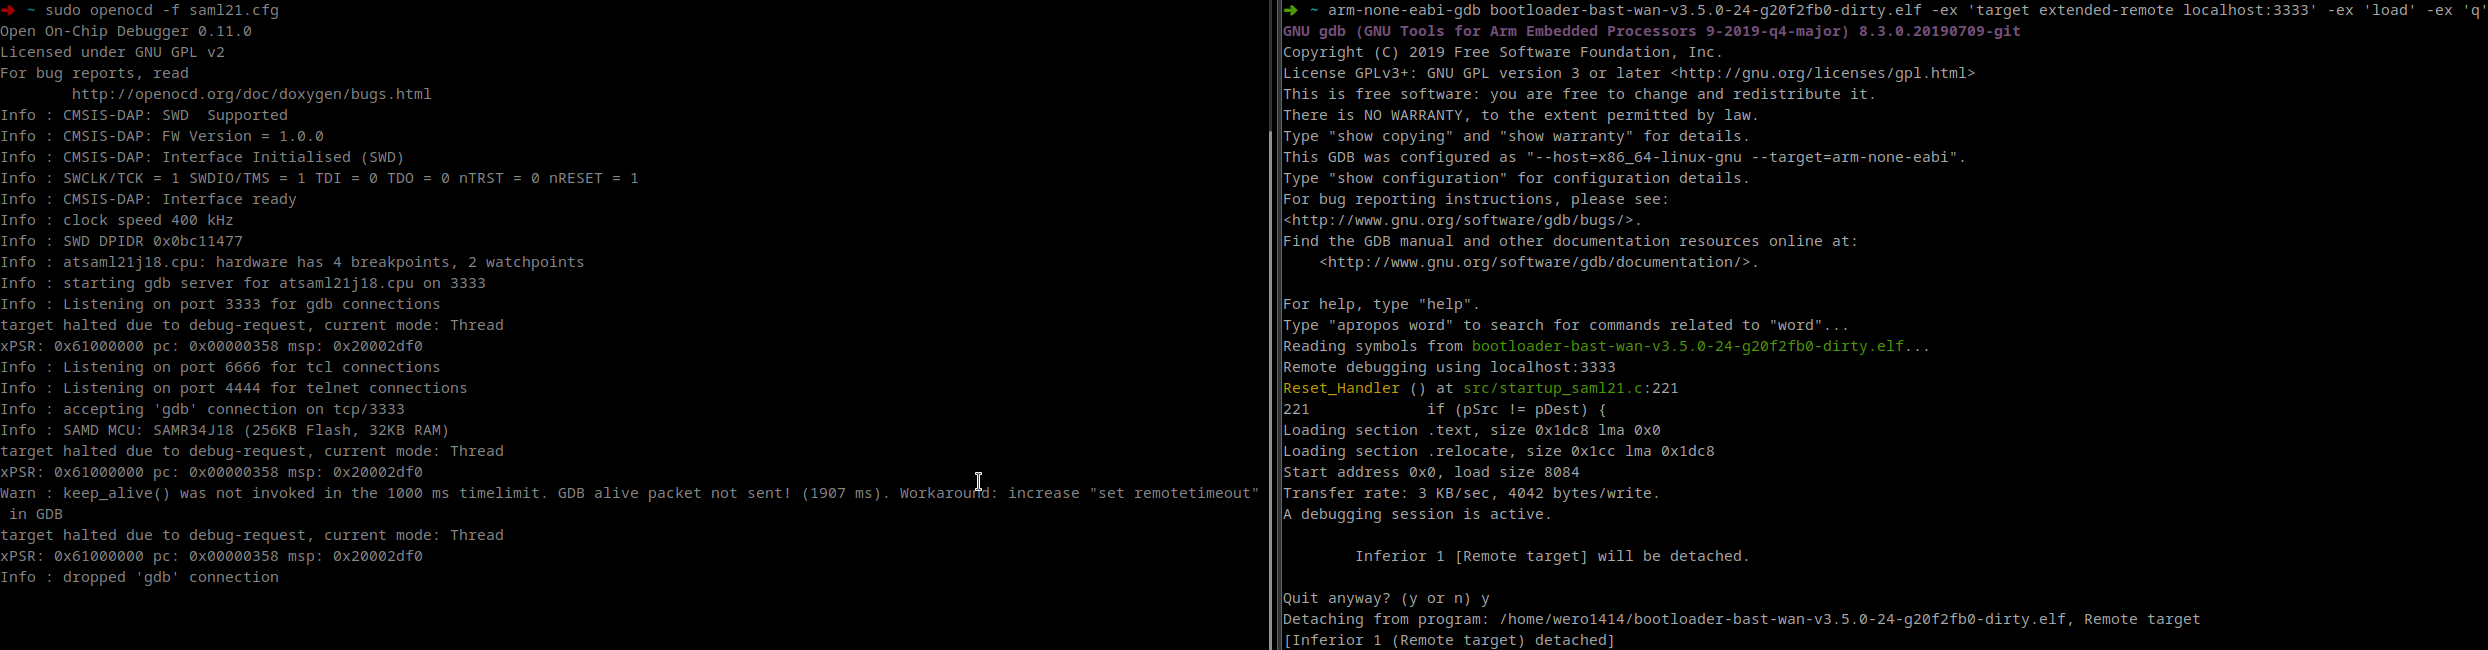 ➜ ~ sudo openocd -f saml21.cfg
Open On-Chip Debugger 0.11.0
Licensed under GNU GPL v2
For bug reports, read
        http://openocd.org/doc/doxygen/bugs.html
Info : CMSIS-DAP: SWD  Supported
Info : CMSIS-DAP: FW Version = 1.0.0
Info : CMSIS-DAP: Interface Initialised (SWD)
Info : SWCLK/TCK = 1 SWDIO/TMS = 1 TDI = 0 TDO = 0 nTRST = 0 nRESET = 1
Info : CMSIS-DAP: Interface ready
Info : clock speed 400 kHz
Info : SWD DPIDR 0x0bc11477
Info : atsaml21j18.cpu: hardware has 4 breakpoints, 2 watchpoints
Info : starting gdb server for atsaml21j18.cpu on 3333
Info : Listening on port 3333 for gdb connections
target halted due to debug-request, current mode: Thread
xPSR: 0x61000000 pc: 0x00000358 msp: 0x20002df0
Info : Listening on port 6666 for tcl connections
Info : Listening on port 4444 for telnet connections
Info : accepting 'gdb' connection on tcp/3333
Info : SAMD MCU: SAMR34J18 (256KB Flash, 32KB RAM)
target halted due to debug-request, current mode: Thread
xPSR: 0x61000000 pc: 0x00000358 msp: 0x20002df0
Warn : keep_alive() was not invoked in the 1000 ms timelimit. GDB alive packet not sent! (1907 ms). Workaround: increase "set remotetimeout"
 in GDB
target halted due to debug-request, current mode: Thread
xPSR: 0x61000000 pc: 0x00000358 msp: 0x20002df0
Info : dropped 'gdb' connection
➜ ~ arm-none-eabi-gdb bootloader-bast-wan-v3.5.0-24-g20f2fb0-dirty.elf -ex 'target extended-remote localhost:3333' -ex 'load' -ex 'q'
GNU gdb (GNU Tools for Arm Embedded Processors 9-2019-q4-major) 8.3.0.20190709-git
Copyright (C) 2019 Free Software Foundation, Inc.
License GPLv3+: GNU GPL version 3 or later <http://gnu.org/licenses/gpl.html>
This is free software: you are free to change and redistribute it.
There is NO WARRANTY, to the extent permitted by law.
Type "show copying" and "show warranty" for details.
This GDB was configured as "--host=x86_64-linux-gnu --target=arm-none-eabi".
Type "show configuration" for configuration details.
For bug reporting instructions, please see:
<http://www.gnu.org/software/gdb/bugs/>.
Find the GDB manual and other documentation resources online at:
    <http://www.gnu.org/software/gdb/documentation/>.
For help, type "help".
Type "apropos word" to search for commands related to "word"...
Reading symbols from bootloader-bast-wan-v3.5.0-24-g20f2fb0-dirty.elf...
Remote debugging using localhost:3333
Reset_Handler () at src/startup_saml21.c:221
221             if (pSrc != pDest) {
Loading section .text, size 0x1dc8 lma 0x0
Loading section .relocate, size 0x1cc lma 0x1dc8
Start address 0x0, load size 8084
Transfer rate: 3 KB/sec, 4042 bytes/write.
A debugging session is active.
        Inferior 1 [Remote target] will be detached.
Quit anyway? (y or n) y
Detaching from program: /home/wero1414/bootloader-bast-wan-v3.5.0-24-g20f2fb0-dirty.elf, Remote target
[Inferior 1 (Remote target) detached]